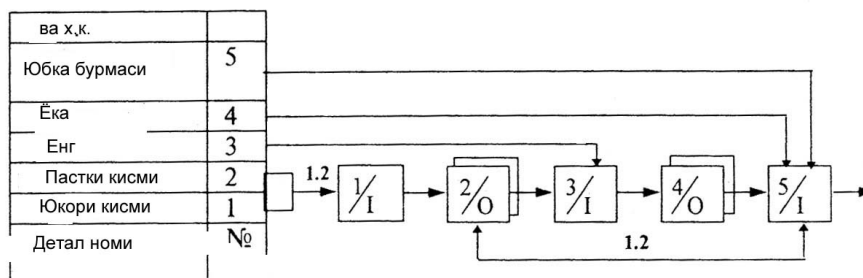 ва х,к.
Юбка бурмаси 5
Ёка 4
Енг 3
Пастки кисми 2
Юкори кисми 1
Детал номи №
1.2
1/I
2/O
3/I
4/O
5/I
1.2